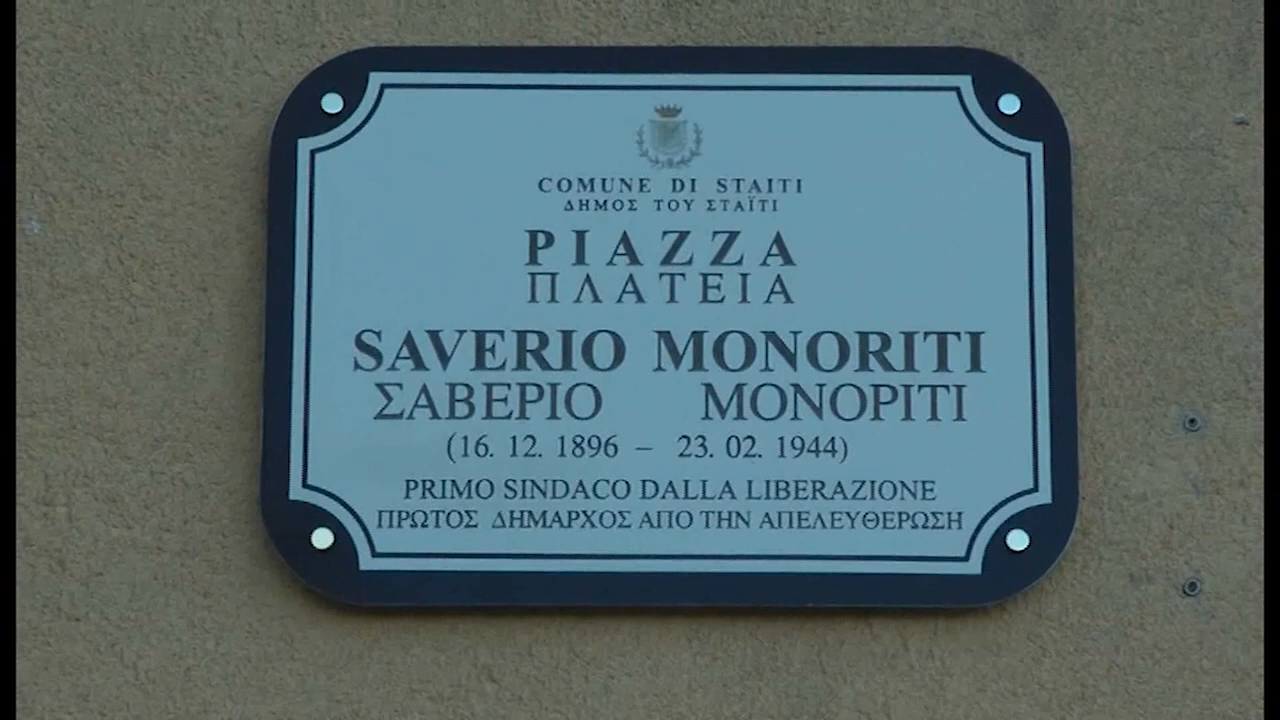 COMUNE DI STAITI
ΔΗΜΟΣ ΤΟΥ ΣΤΑΪΤΙ
PIAZZA
ΠΛΑΤΕΙΑ
SAVERIO MONORITI
ΣΑΒΕΡΙΟ ΜΟΝΟΡΙΤΙ
(16. 12. 1896 – 23. 02. 1944)
PRIMO SINDACO DALLA LIBERAZIONE
ΠΡΩΤΟΣ ΔΗΜΑΡΧΟΣ ΑΠΟ ΤΗΝ ΑΠΕΛΕΥΘΕΡΩΣΗ